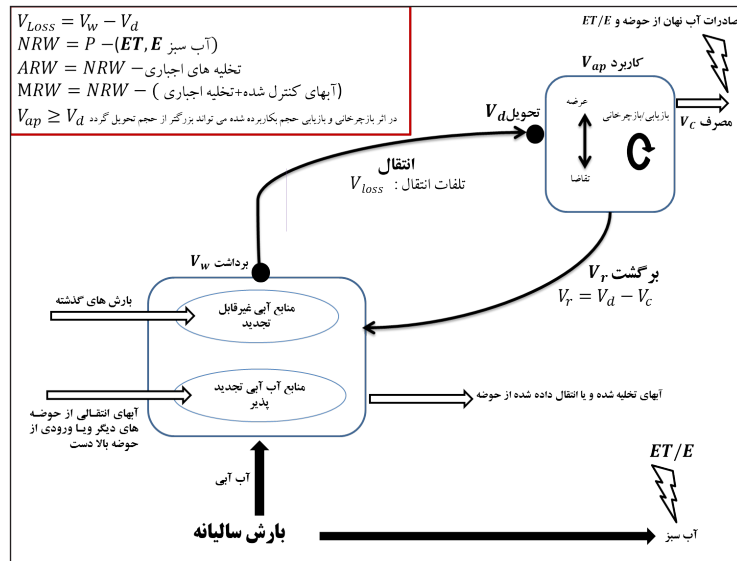 V_Loss = V_w − V_d
NRW = P −(ET, E آب سبز)
ARW = NRW− تخلیه های اجباری
MRW = NRW− (آبهای کنترل شده+تخلیه اجباری )
V_ap ≥ V_d در اثر بازچرخانی و بازیابی حجم بکاربرده شده می تواند بزرگتر از حجم تحویل گردد
صادرات آب نهان از حوضه و ET/E
کاربرد V_ap
عرضه
تقاضا
بازیابی/بازچرخانی
مصرف V_C
تحویل V_d
انتقال
تلفات انتقال : V_loss
برگشت V_r
V_r = V_d − V_c
برداشت V_w
بارش های گذشته
منابع آبی غیرقابل
تجدید
منابع آب آبی تجدید
پذیر
آبهای انتقالی از حوضه
های دیگر ویا ورودی از
حوضه بالا دست
آبهای تخلیه شده و یا انتقال داده شده از حوضه
آب آبی
بارش سالیانه
ET/E
آب سبز